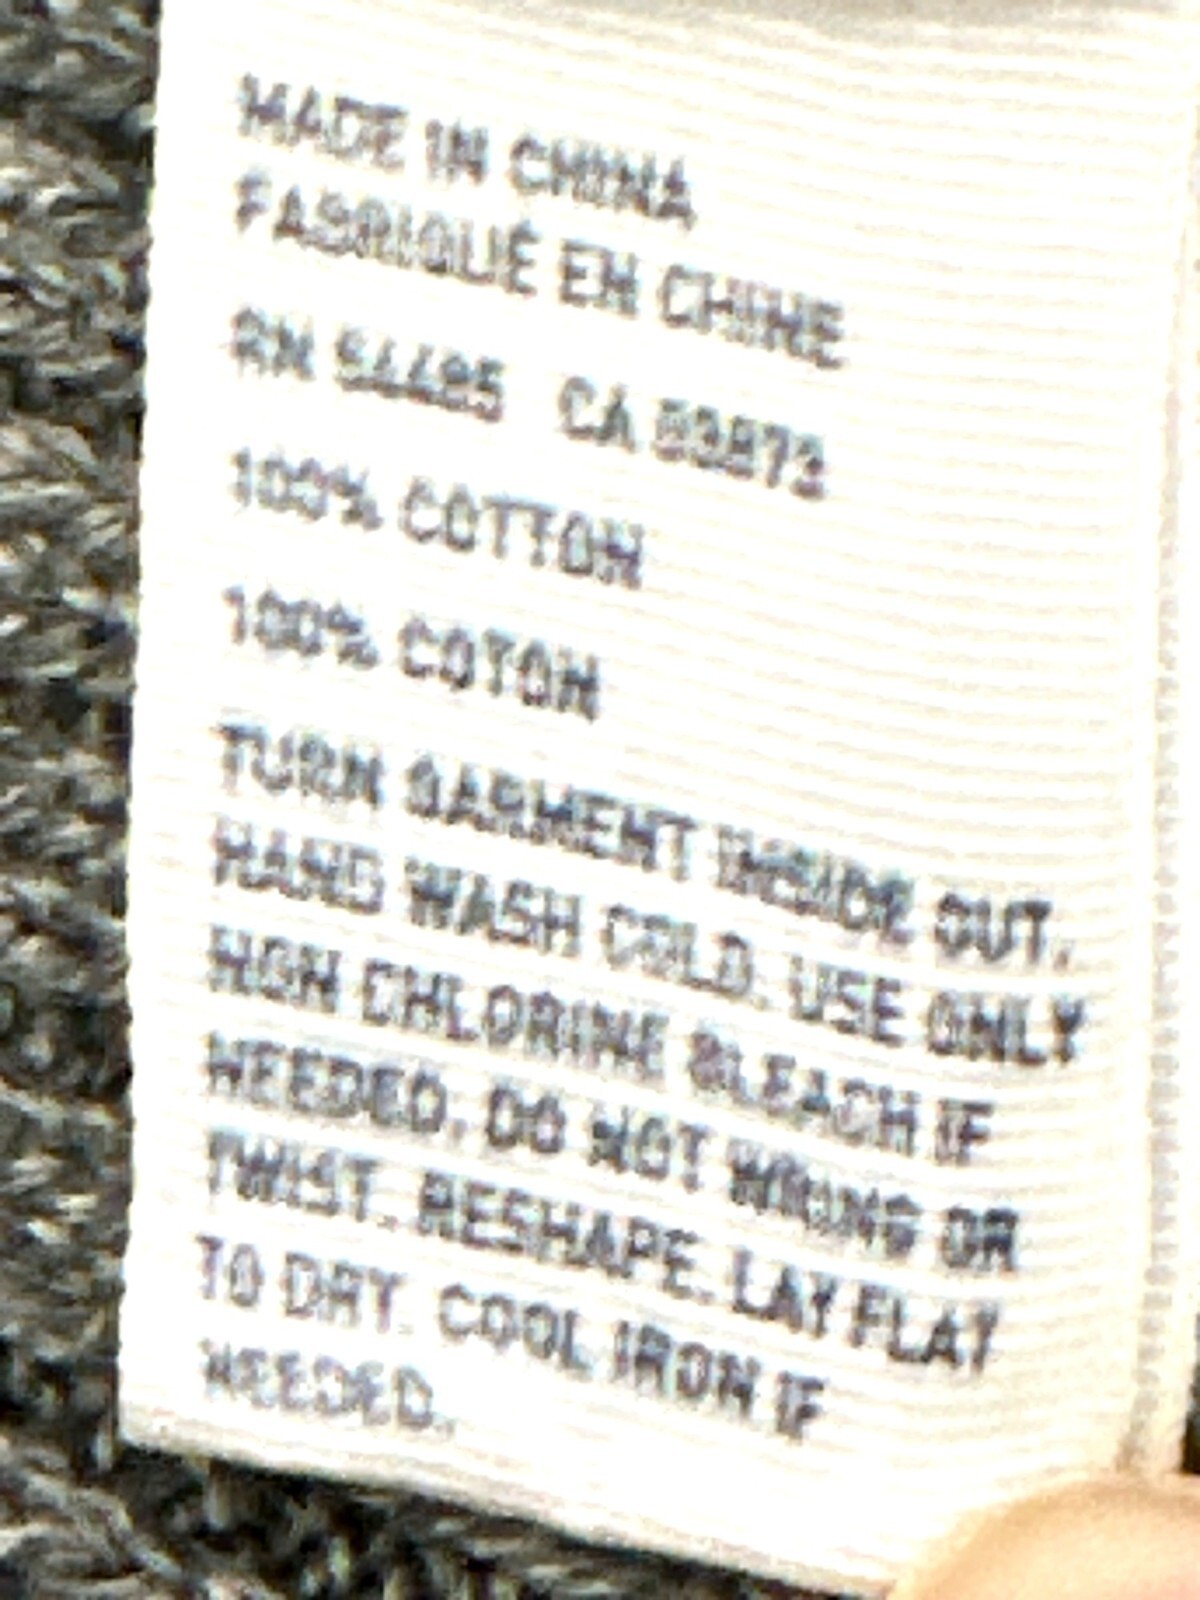 MADE IN CHINA
FABRIQUÉ EN CHINE
RN 54485 CA 03873
100% COTTON
100% COTON
TURN GARMENT INSIDE OUT.
HAND WASH COLD. USE ONLY
NON CHLORINE BLEACH IF
NEEDED. DO NOT WRONG OR
TWIST. RESHAPE. LAY FLAT
TO DRY. COOL IRON IF
NEEDED.